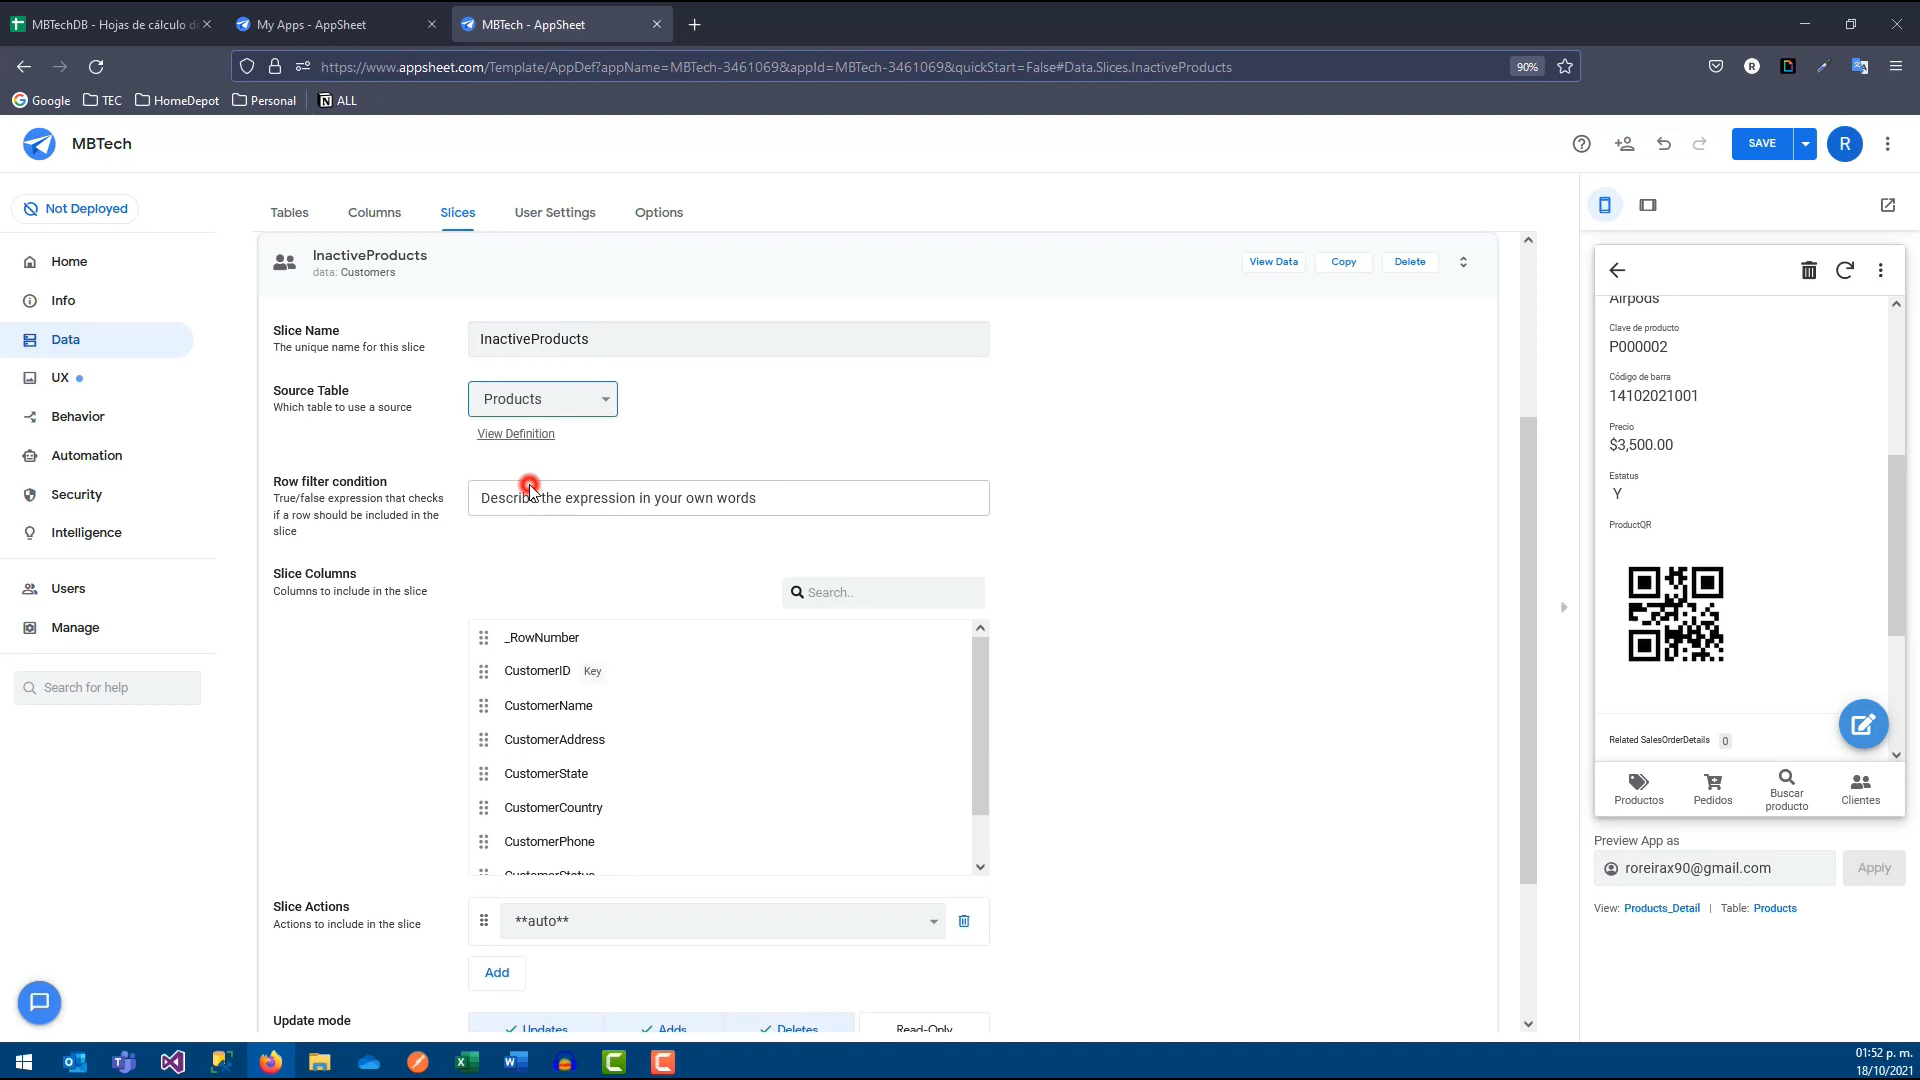 MBTechDB - Hojas de cálculo d
My Apps - AppSheet
MBTech - AppSheet
https://www.appsheet.com/Template/AppDef?appName=MBTech-3461069&appId=MBTech-3461069&quickStart=False#Data.Slices.InactiveProducts
90%
Google
TEC
HomeDepot
Personal
ALL
MBTech
SAVE
R
Not Deployed
Home
Info
Data
UX
Behavior
Automation
Security
Intelligence
Users
Manage
Search for help
Tables
Columns
Slices
User Settings
Options
InactiveProducts
data: Customers
View Data
Copy
Delete
Slice Name
The unique name for this slice
InactiveProducts
Source Table
Which table to use a source
Products
View Definition
Row filter condition
True/false expression that checks
if a row should be included in the
slice
Describe the expression in your own words
Slice Columns
Columns to include in the slice
Search..
_RowNumber
CustomerID Key
CustomerName
CustomerAddress
CustomerState
CustomerCountry
CustomerPhone
CustomerStatus
Slice Actions
Actions to include in the slice
**auto**
Add
Update mode
Updates
Adds
Deletes
Read-Only
Airpods
Clave de producto
P000002
Código de barra
14102021001
Precio
$3,500.00
Estatus
Y
ProductQR
Related SalesOrderDetails 0
Productos
Pedidos
Buscar
producto
Clientes
Preview App as
roreirax90@gmail.com
Apply
View: Products_Detail | Table: Products
01:52 p. m.
18/10/2021